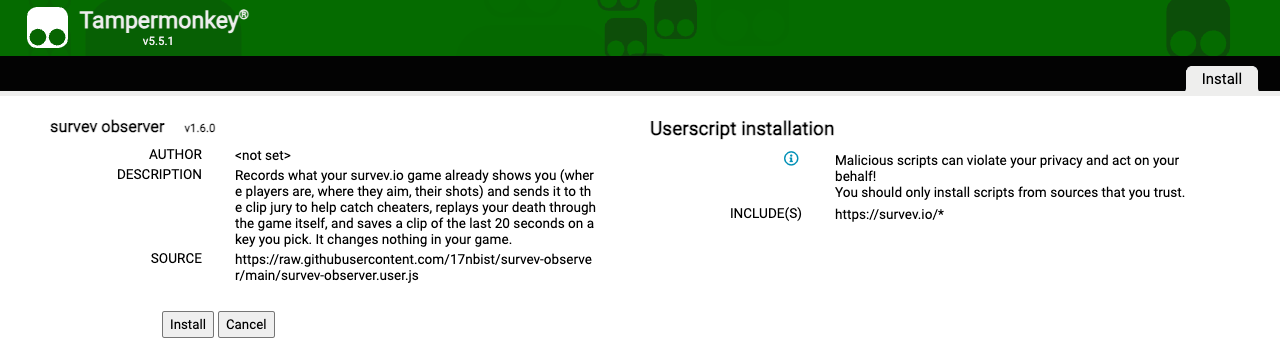 Tampermonkey®
v5.5.1
Install
survev observer v1.6.0
AUTHOR <not set>
DESCRIPTION Records what your survev.io game already shows you (wher
e players are, where they aim, their shots) and sends it to th
e clip jury to help catch cheaters, replays your death through
the game itself, and saves a clip of the last 20 seconds on a
key you pick. It changes nothing in your game.
SOURCE https://raw.githubusercontent.com/17nbist/survev-observe
r/main/survev-observer.user.js
Install Cancel
Userscript installation
Malicious scripts can violate your privacy and act on your
behalf!
You should only install scripts from sources that you trust.
INCLUDE(S) https://survev.io/*